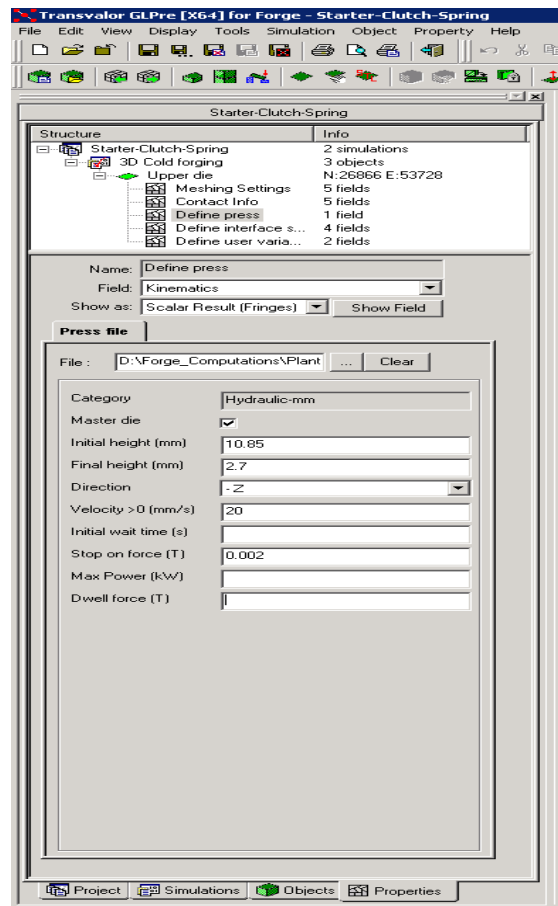 Transvalor GLPre [X64] for Forge - Starter-Clutch-Spring
File Edit View Display Tools Simulation Object Property Help
Starter-Clutch-Spring
Structure Info
Starter-Clutch-Spring 2 simulations
3D Cold forging 3 objects
Upper die N:26866 E:53728
Meshing Settings 5 fields
Contact Info 5 fields
Define press 1 field
Define interface s... 4 fields
Define user varia... 2 fields
Name: Define press
Field: Kinematics
Show as: Scalar Result (Fringes) Show Field
Press file
File : D:\Forge_Computations\Plant ... Clear
Category Hydraulic-mm
Master die
Initial height (mm) 10.85
Final height (mm) 2.7
Direction - Z
Velocity >0 (mm/s) 20
Initial wait time (s)
Stop on force (T) 0.002
Max Power (kW)
Dwell force (T)
Project Simulations Objects Properties